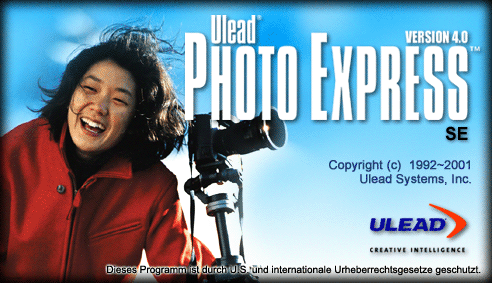 Ulead®
PHOTO EXPRESS™
VERSION 4.0
SE
Copyright (c) 1992~2001
Ulead Systems, Inc.
ULEAD
CREATIVE INTELLIGENCE
Dieses Programm ist durch U.S. und internationale Urheberrechtsgesetze geschutzt.